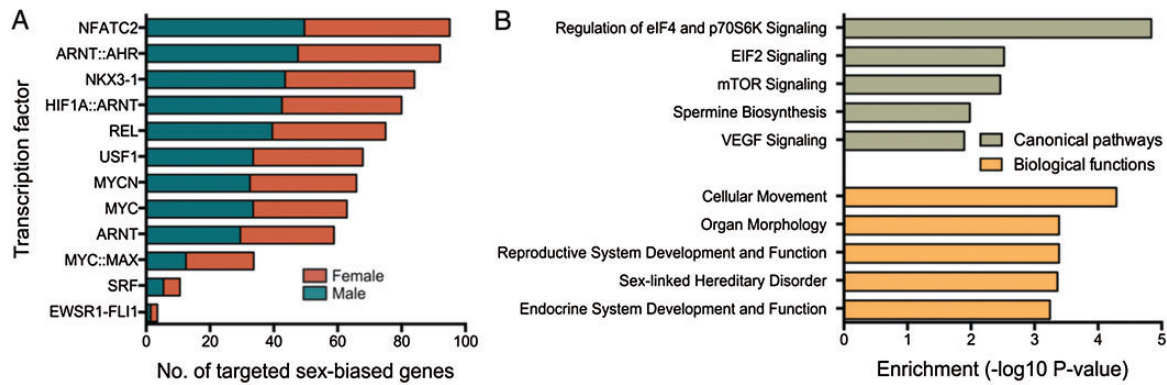 A
Transcription factor
NFATC2
ARNT::AHR
NKX3-1
HIF1A::ARNT
REL
USF1
MYCN
MYC
ARNT
MYC::MAX
SRF
EWSR1-FLI1
Female
Male
0 20 40 60 80 100
No. of targeted sex-biased genes
B
Regulation of eIF4 and p70S6K Signaling
EIF2 Signaling
mTOR Signaling
Spermine Biosynthesis
VEGF Signaling
Canonical pathways
Biological functions
Cellular Movement
Organ Morphology
Reproductive System Development and Function
Sex-linked Hereditary Disorder
Endocrine System Development and Function
0 1 2 3 4 5
Enrichment (-log10 P-value)